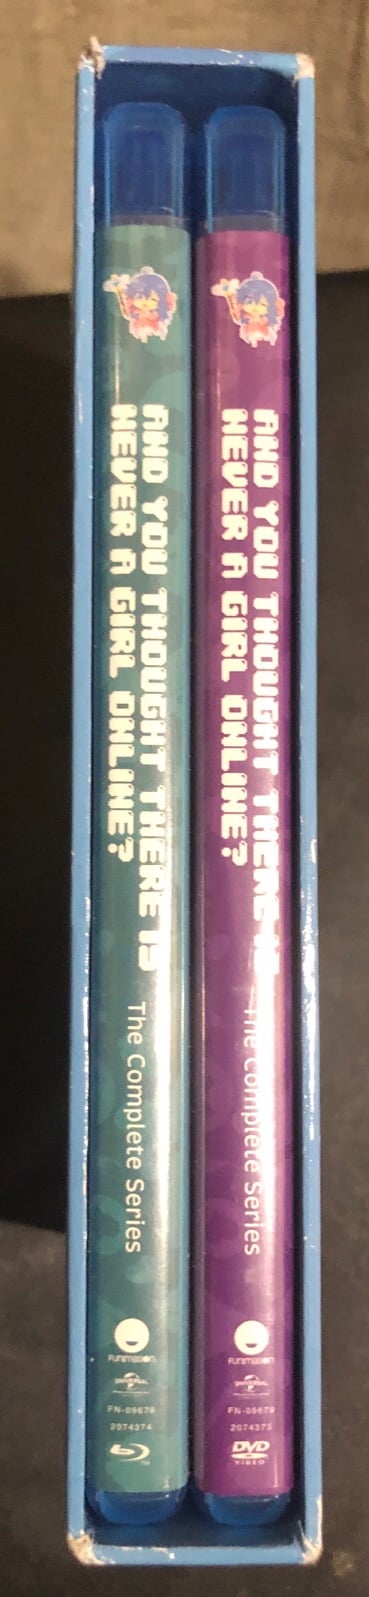 AND YOU THOUGHT THERE IS
NEVER A GIRL ONLINE?
The Complete Series
FUNIMATION
UNIVERSAL
FN-09679
2074374
AND YOU THOUGHT THERE IS
NEVER A GIRL ONLINE?
The Complete Series
FUNIMATION
UNIVERSAL
FN-09679
2074373
DVD
VIDEO